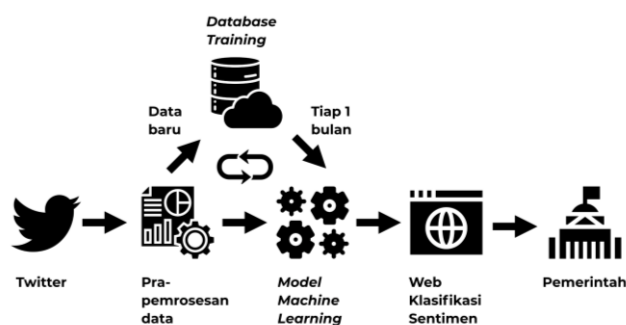 Database
Training
Data
baru
Tiap 1
bulan
Twitter
Pra-
pemrosesan
data
Model
Machine
Learning
Web
Klasifikasi
Sentimen
Pemerintah